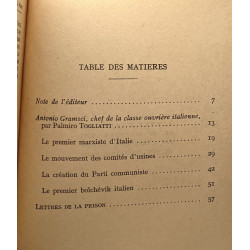 TABLE DES MATIERES
Note de l'éditeur 7
Antonio Gramsci, chef de la classe ouvrière italienne,
par Palmiro TOGLIATTI 13
Le premier marxiste d'Italie 19
Le mouvement des comités d'usines 29
La création du Parti communiste 42
Le premier bolchévik italien 51
LETTRES DE LA PRISON 57